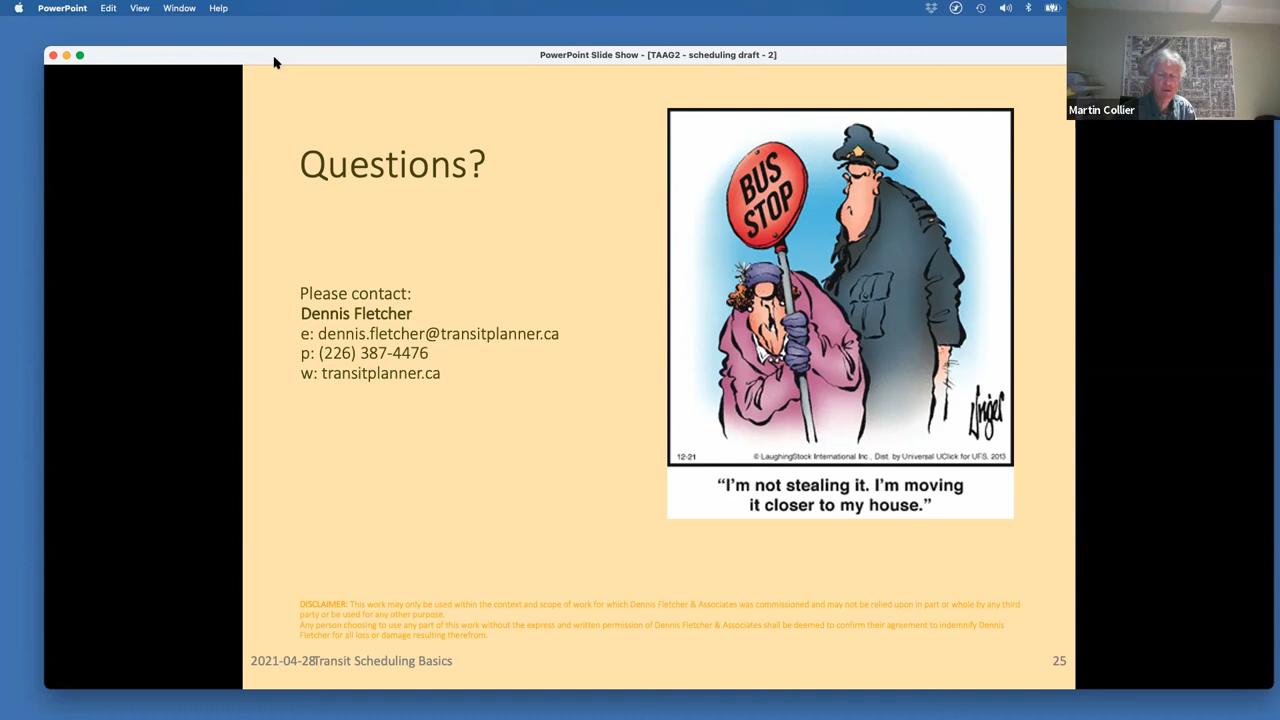 PowerPoint Edit View Window Help
PowerPoint Slide Show - [TAAG2 - scheduling draft - 2]
Martin Collier
Questions?
Please contact:
Dennis Fletcher
e: dennis.fletcher@transitplanner.ca
p: (226) 387-4476
w: transitplanner.ca
BUS
STOP
Unger
12-21 © LaughingStock International Inc., Dist. by Universal UClick for UFS, 2013
“I’m not stealing it. I’m moving
it closer to my house.”
DISCLAIMER: This work may only be used within the context and scope of work for which Dennis Fletcher & Associates was commissioned and may not be relied upon in part or whole by any third
party or be used for any other purpose.
Any person choosing to use any part of this work without the express and written permission of Dennis Fletcher & Associates shall be deemed to confirm their agreement to indemnify Dennis
Fletcher for all loss or damage resulting therefrom.
2021-04-28 Transit Scheduling Basics 25